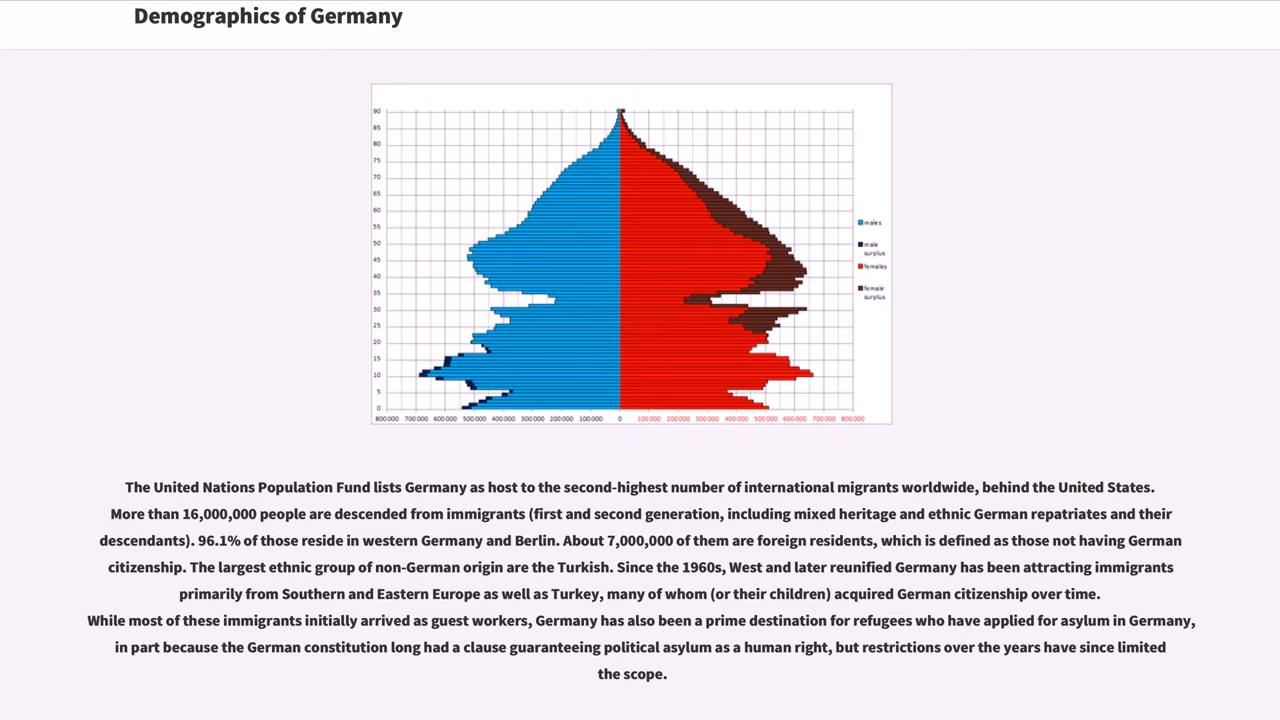 Demographics of Germany
90
85
80
75
70
65
60
55
50
45
40
35
30
25
20
15
10
5
0
800 000 700 000 600 000 500 000 400 000 300 000 200 000 100 000 0 100 000 200 000 300 000 400 000 500 000 600 000 700 000 800 000
males
male
surplus
females
female
surplus
The United Nations Population Fund lists Germany as host to the second-highest number of international migrants worldwide, behind the United States.
More than 16,000,000 people are descended from immigrants (first and second generation, including mixed heritage and ethnic German repatriates and their
descendants). 96.1% of those reside in western Germany and Berlin. About 7,000,000 of them are foreign residents, which is defined as those not having German
citizenship. The largest ethnic group of non-German origin are the Turkish. Since the 1960s, West and later reunified Germany has been attracting immigrants
primarily from Southern and Eastern Europe as well as Turkey, many of whom (or their children) acquired German citizenship over time.
While most of these immigrants initially arrived as guest workers, Germany has also been a prime destination for refugees who have applied for asylum in Germany,
in part because the German constitution long had a clause guaranteeing political asylum as a human right, but restrictions over the years have since limited
the scope.